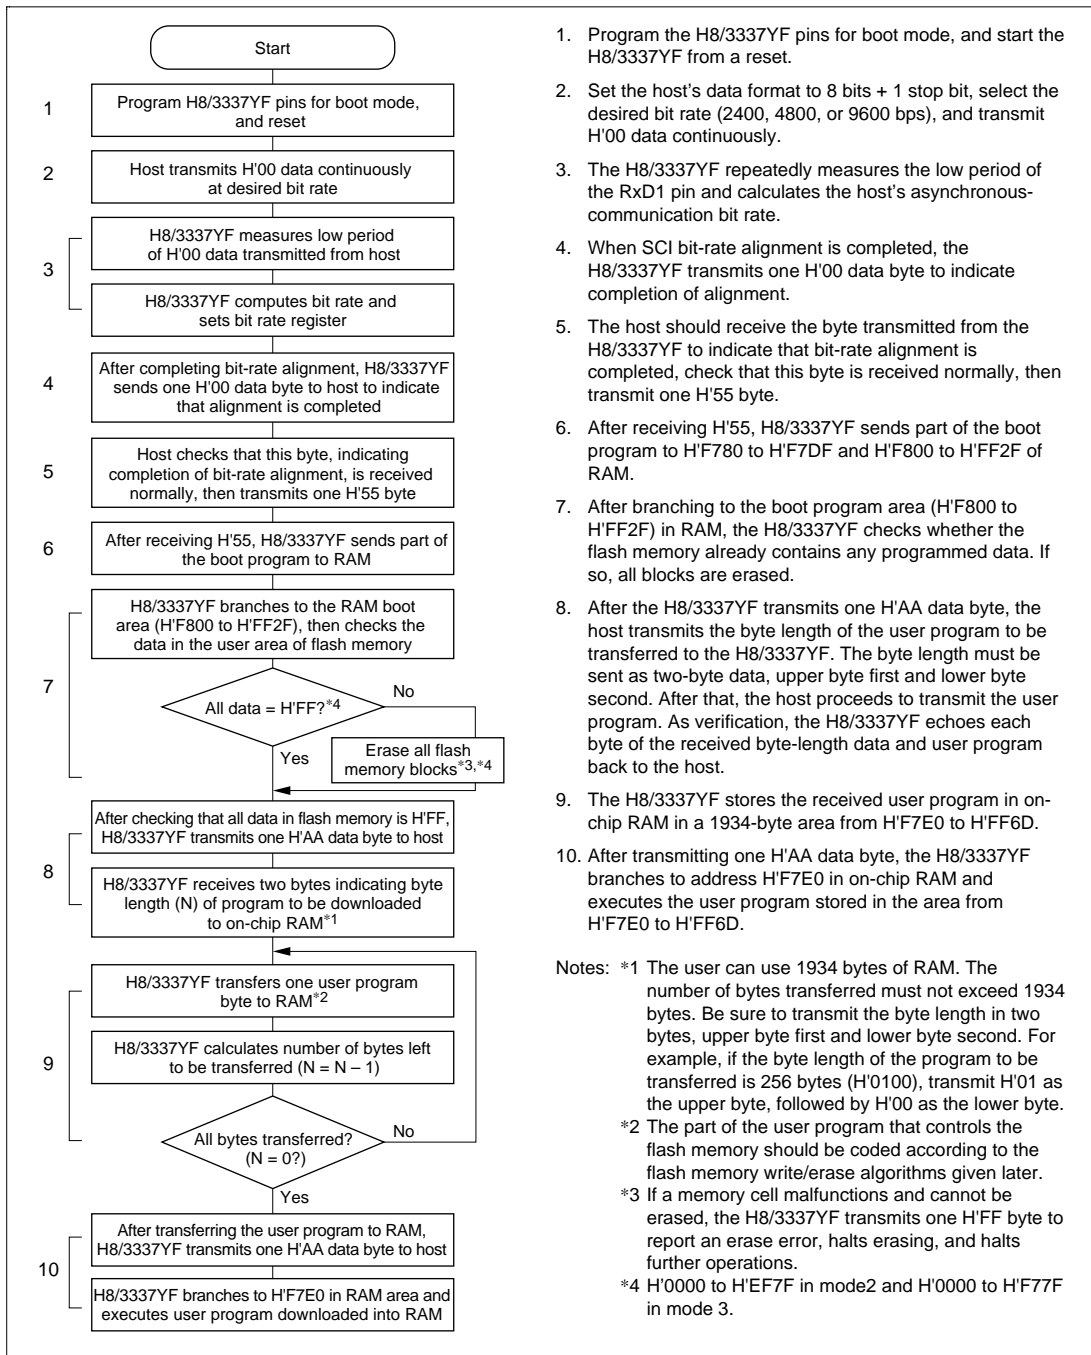 Start
1
Program H8/3337YF pins for boot mode,
and reset
2
Host transmits H'00 data continuously
at desired bit rate
3
H8/3337YF measures low period
of H'00 data transmitted from host
H8/3337YF computes bit rate and
sets bit rate register
4
After completing bit-rate alignment, H8/3337YF
sends one H'00 data byte to host to indicate
that alignment is completed
5
Host checks that this byte, indicating
completion of bit-rate alignment, is received
normally, then transmits one H'55 byte
6
After receiving H'55, H8/3337YF sends part of
the boot program to RAM
7
H8/3337YF branches to the RAM boot
area (H'F800 to H'FF2F), then checks the
data in the user area of flash memory
All data = H'FF?*4
No
Yes
Erase all flash
memory blocks*3,*4
8
After checking that all data in flash memory is H'FF,
H8/3337YF transmits one H'AA data byte to host
H8/3337YF receives two bytes indicating byte
length (N) of program to be downloaded
to on-chip RAM*1
9
H8/3337YF transfers one user program
byte to RAM*2
H8/3337YF calculates number of bytes left
to be transferred (N = N – 1)
All bytes transferred?
(N = 0?)
No
Yes
10
After transferring the user program to RAM,
H8/3337YF transmits one H'AA data byte to host
H8/3337YF branches to H'F7E0 in RAM area and
executes user program downloaded into RAM
1. Program the H8/3337YF pins for boot mode, and start the
H8/3337YF from a reset.
2. Set the host's data format to 8 bits + 1 stop bit, select the
desired bit rate (2400, 4800, or 9600 bps), and transmit
H'00 data continuously.
3. The H8/3337YF repeatedly measures the low period of
the RxD1 pin and calculates the host's asynchronous-
communication bit rate.
4. When SCI bit-rate alignment is completed, the
H8/3337YF transmits one H'00 data byte to indicate
completion of alignment.
5. The host should receive the byte transmitted from the
H8/3337YF to indicate that bit-rate alignment is
completed, check that this byte is received normally, then
transmit one H'55 byte.
6. After receiving H'55, H8/3337YF sends part of the boot
program to H'F780 to H'F7DF and H'F800 to H'FF2F of
RAM.
7. After branching to the boot program area (H'F800 to
H'FF2F) in RAM, the H8/3337YF checks whether the
flash memory already contains any programmed data. If
so, all blocks are erased.
8. After the H8/3337YF transmits one H'AA data byte, the
host transmits the byte length of the user program to be
transferred to the H8/3337YF. The byte length must be
sent as two-byte data, upper byte first and lower byte
second. After that, the host proceeds to transmit the user
program. As verification, the H8/3337YF echoes each
byte of the received byte-length data and user program
back to the host.
9. The H8/3337YF stores the received user program in on-
chip RAM in a 1934-byte area from H'F7E0 to H'FF6D.
10. After transmitting one H'AA data byte, the H8/3337YF
branches to address H'F7E0 in on-chip RAM and
executes the user program stored in the area from
H'F7E0 to H'FF6D.
Notes: *1 The user can use 1934 bytes of RAM. The
number of bytes transferred must not exceed 1934
bytes. Be sure to transmit the byte length in two
bytes, upper byte first and lower byte second. For
example, if the byte length of the program to be
transferred is 256 bytes (H'0100), transmit H'01 as
the upper byte, followed by H'00 as the lower byte.
*2 The part of the user program that controls the
flash memory should be coded according to the
flash memory write/erase algorithms given later.
*3 If a memory cell malfunctions and cannot be
erased, the H8/3337YF transmits one H'FF byte to
report an erase error, halts erasing, and halts
further operations.
*4 H'0000 to H'EF7F in mode2 and H'0000 to H'F77F
in mode 3.